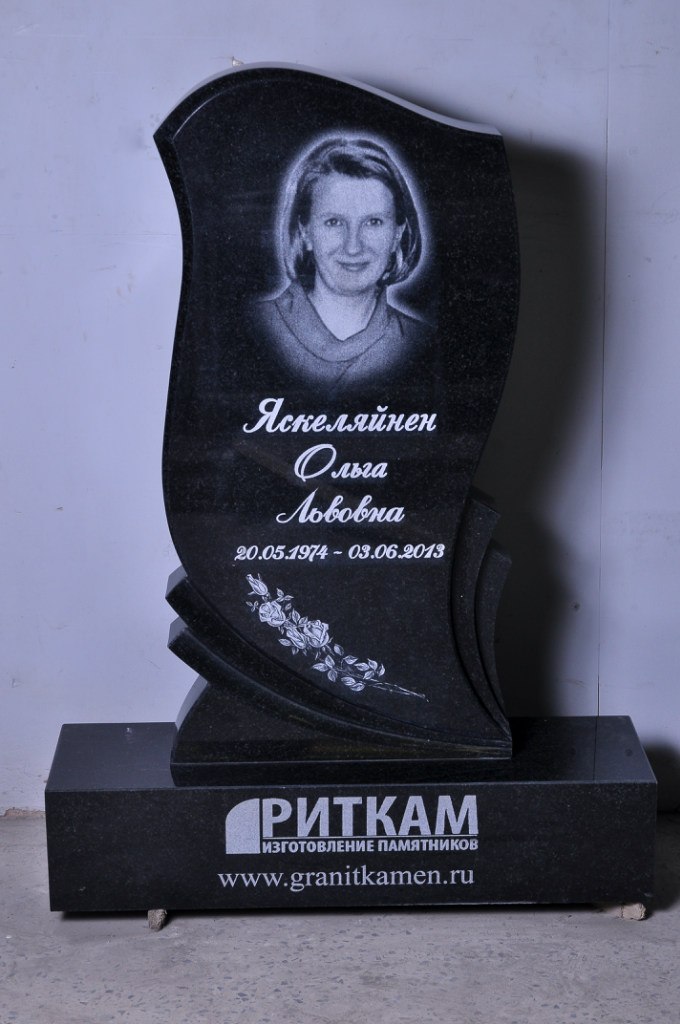 Яскеляйнен
Ольга
Львовна
20.05.1974 - 03.06.2013
РИТКАМ
ИЗГОТОВЛЕНИЕ ПАМЯТНИКОВ
www.granitkamen.ru